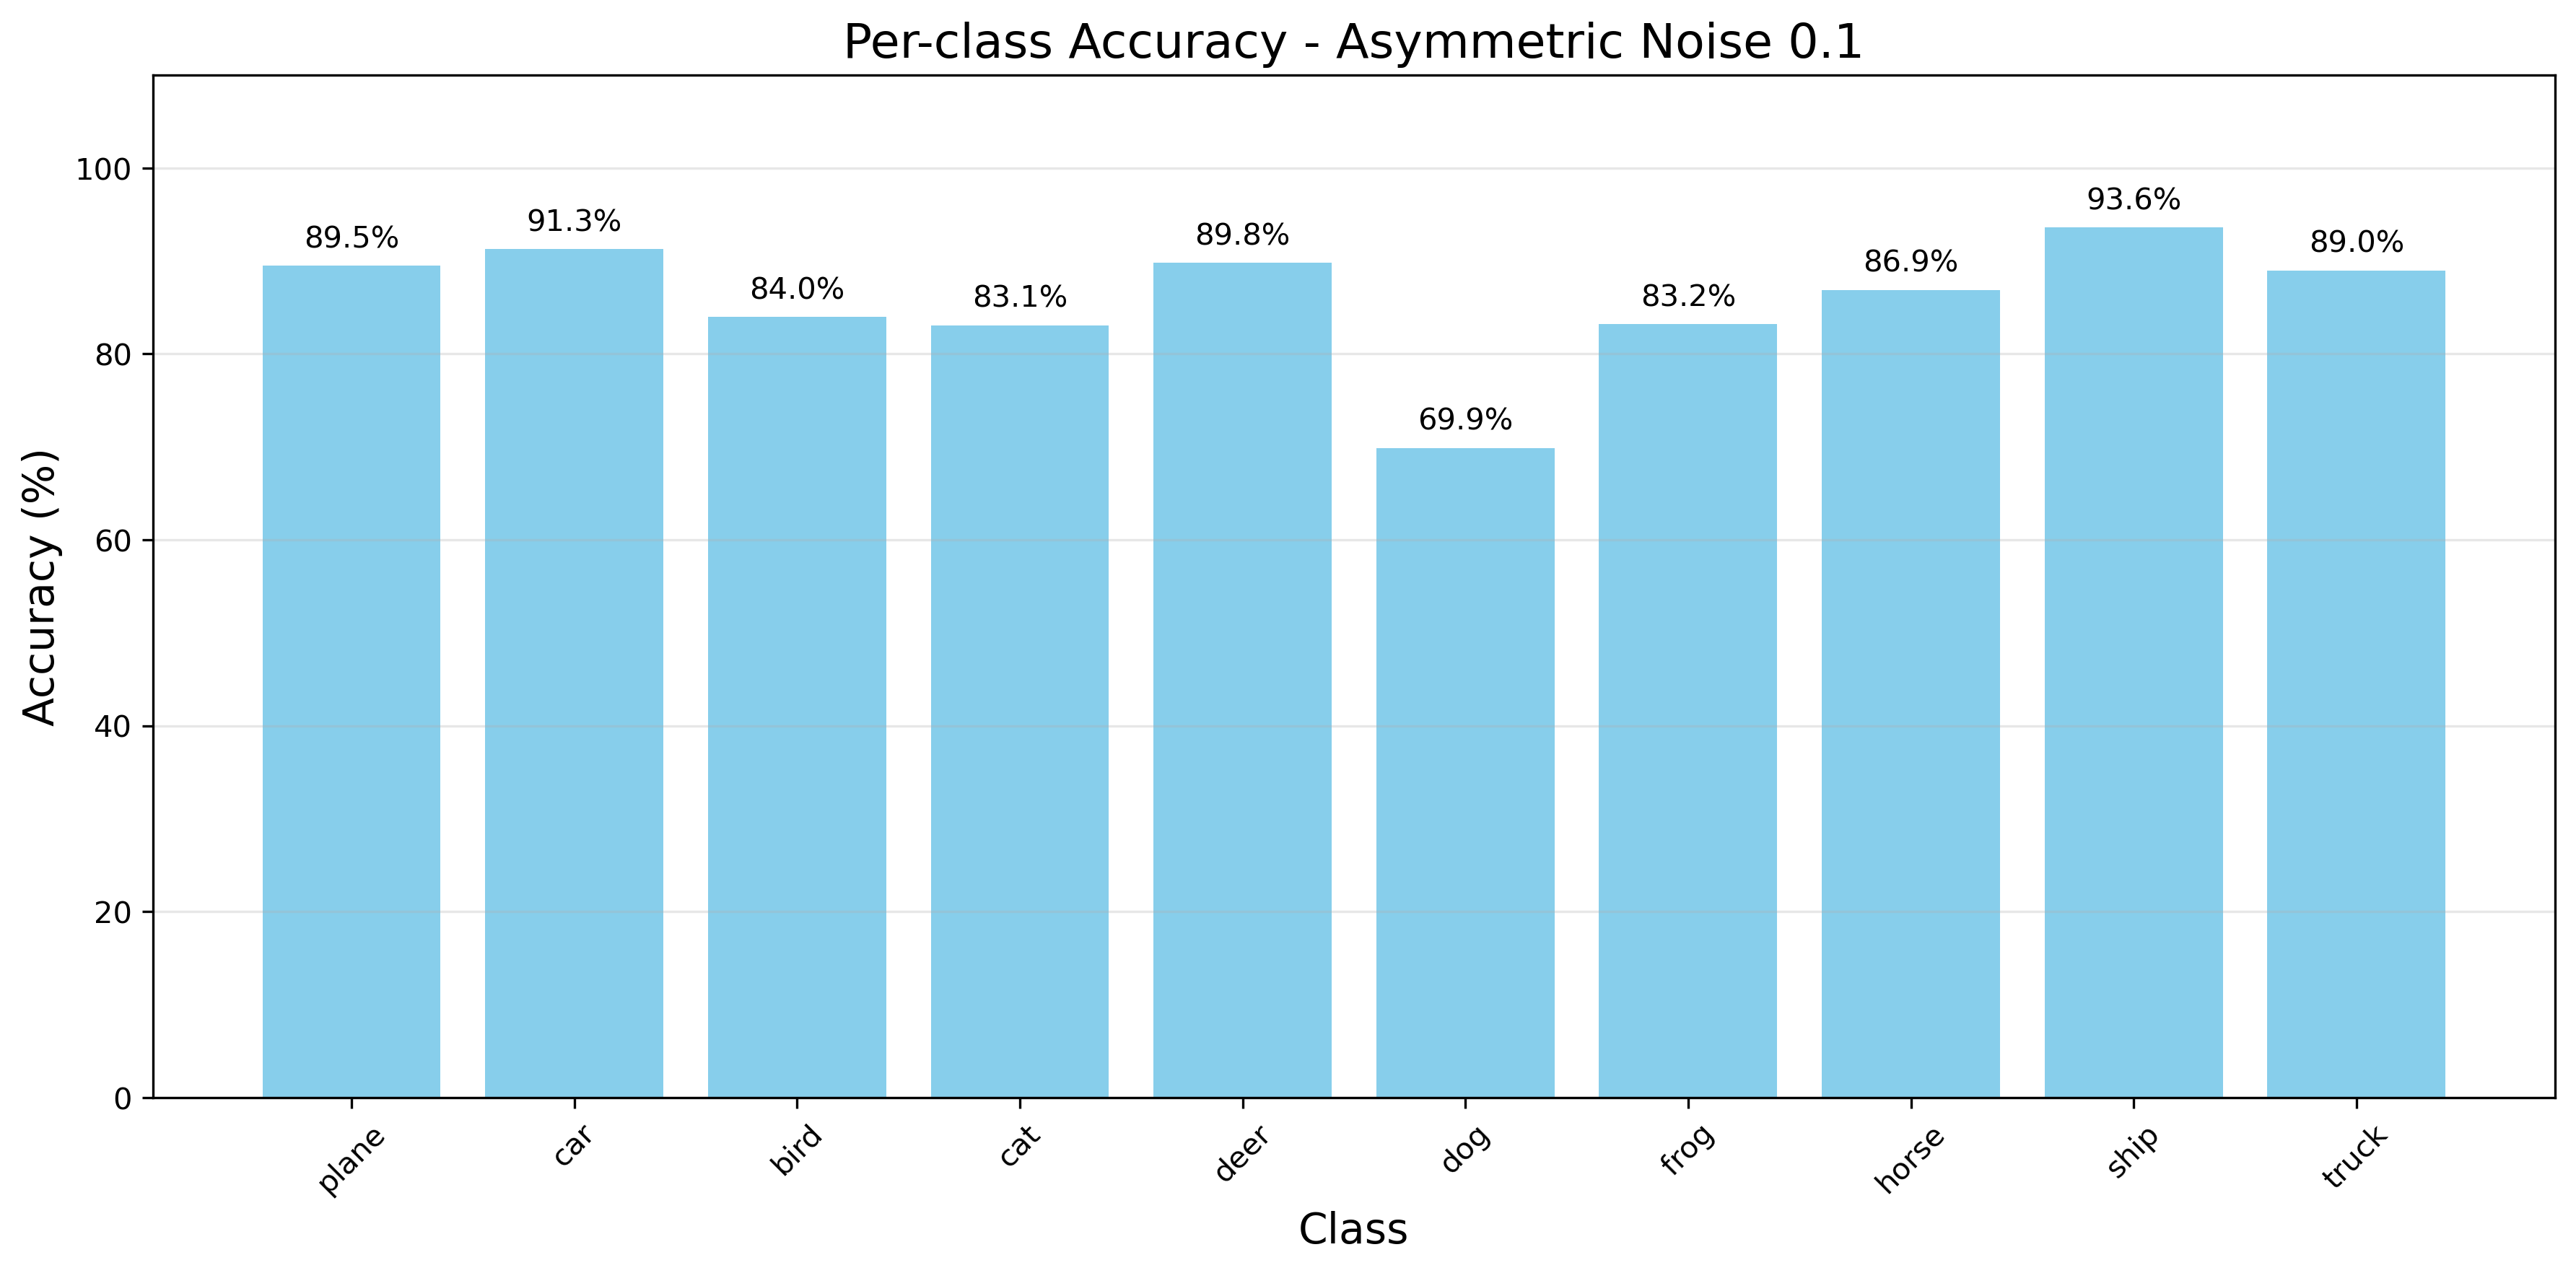 Per-class Accuracy - Asymmetric Noise 0.1
Accuracy (%)
100
80
60
40
20
0
89.5%
91.3%
84.0%
83.1%
89.8%
69.9%
83.2%
86.9%
93.6%
89.0%
plane
car
bird
cat
deer
dog
frog
horse
ship
truck
Class